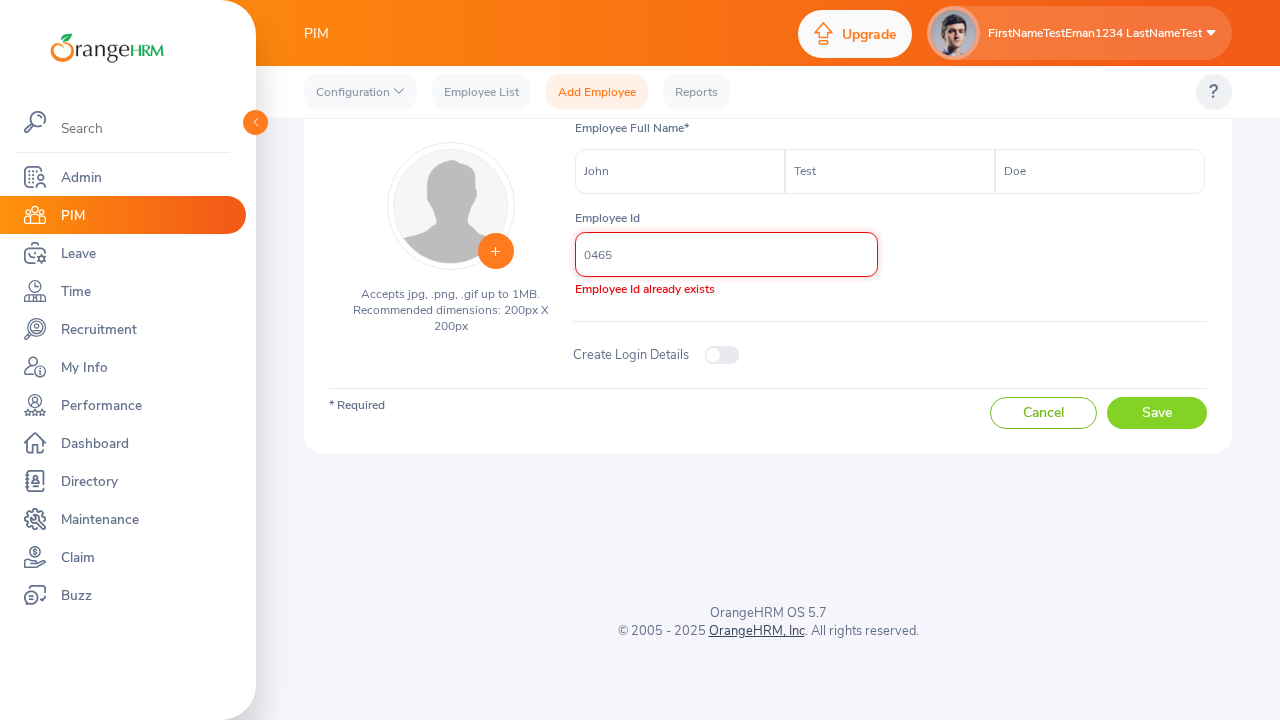 OrangeHRM
PIM
Upgrade
FirstNameTestEman1234 LastNameTest
Configuration
Employee List
Add Employee
Reports
?
Search
Admin
PIM
Leave
Time
Recruitment
My Info
Performance
Dashboard
Directory
Maintenance
Claim
Buzz
Employee Full Name*
John
Test
Doe
Employee Id
0465
Employee Id already exists
Accepts jpg, .png, .gif up to 1MB.
Recommended dimensions: 200px X
200px
Create Login Details
* Required
Cancel
Save
OrangeHRM OS 5.7
© 2005 - 2025 OrangeHRM, Inc. All rights reserved.